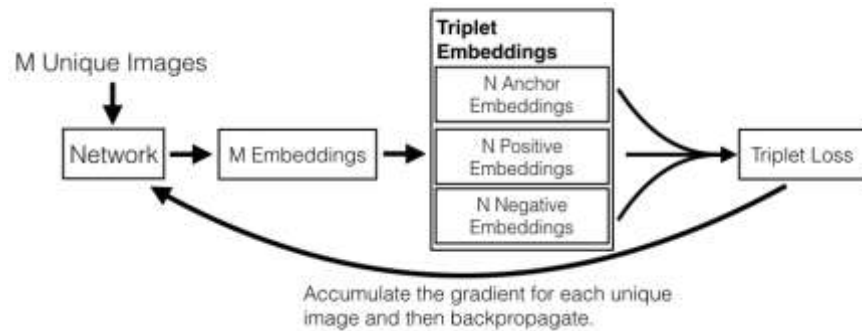 M Unique Images
Network
M Embeddings
Triplet
Embeddings
N Anchor
Embeddings
N Positive
Embeddings
N Negative
Embeddings
Triplet Loss
Accumulate the gradient for each unique
image and then backpropagate.